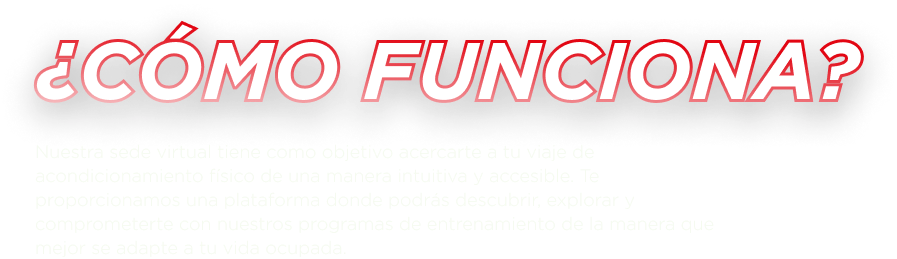 ¿CÓMO FUNCIONA?
Nuestra sede virtual tiene como objetivo acercarte a tu viaje de
acondicionamiento físico de una manera intuitiva y accesible. Te
proporcionamos una plataforma donde podrás descubrir, explorar y
comprometerte con nuestros programas de entrenamiento de la manera que
mejor se adapte a tu vida ocupada.